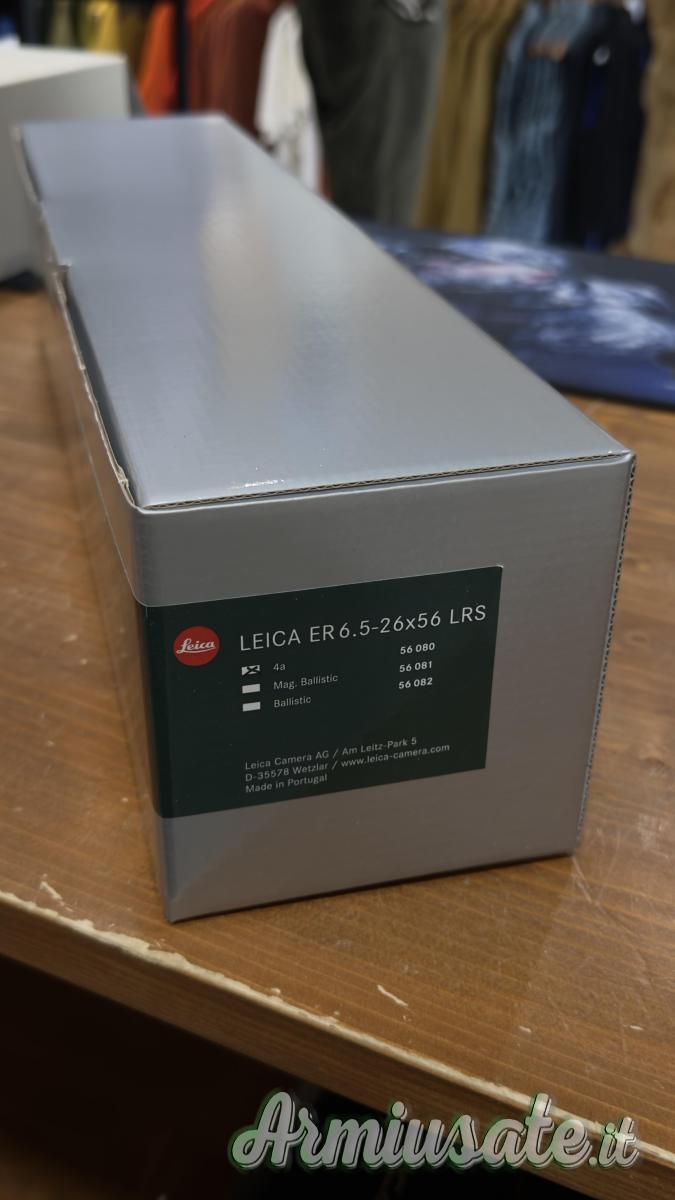 Leica
LEICA ER 6.5-26x56 LRS
4a 56 080
Mag. Ballistic 56 081
Ballistic 56 082
Leica Camera AG / Am Leitz-Park 5
D-35578 Wetzlar / www.leica-camera.com
Made in Portugal
Armiusate.it